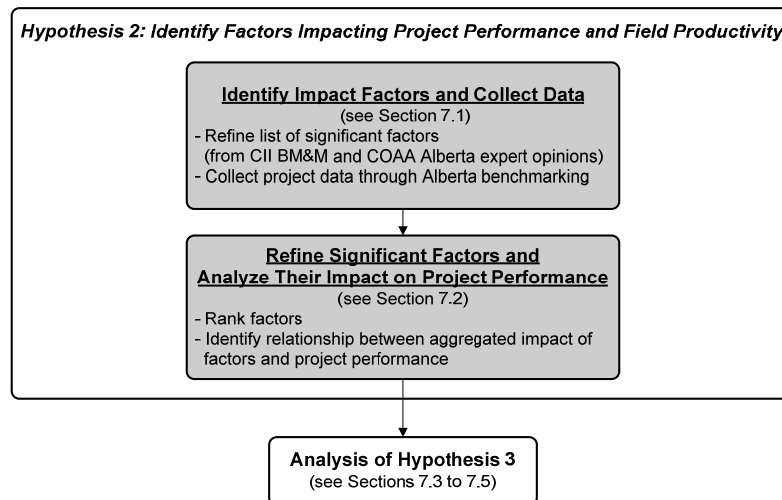 Hypothesis 2: Identify Factors Impacting Project Performance and Field Productivity
Identify Impact Factors and Collect Data
(see Section 7.1)
- Refine list of significant factors
(from CII BM&M and COAA Alberta expert opinions)
- Collect project data through Alberta benchmarking
Refine Significant Factors and
Analyze Their Impact on Project Performance
(see Section 7.2)
- Rank factors
- Identify relationship between aggregated impact of
factors and project performance
Analysis of Hypothesis 3
(see Sections 7.3 to 7.5)